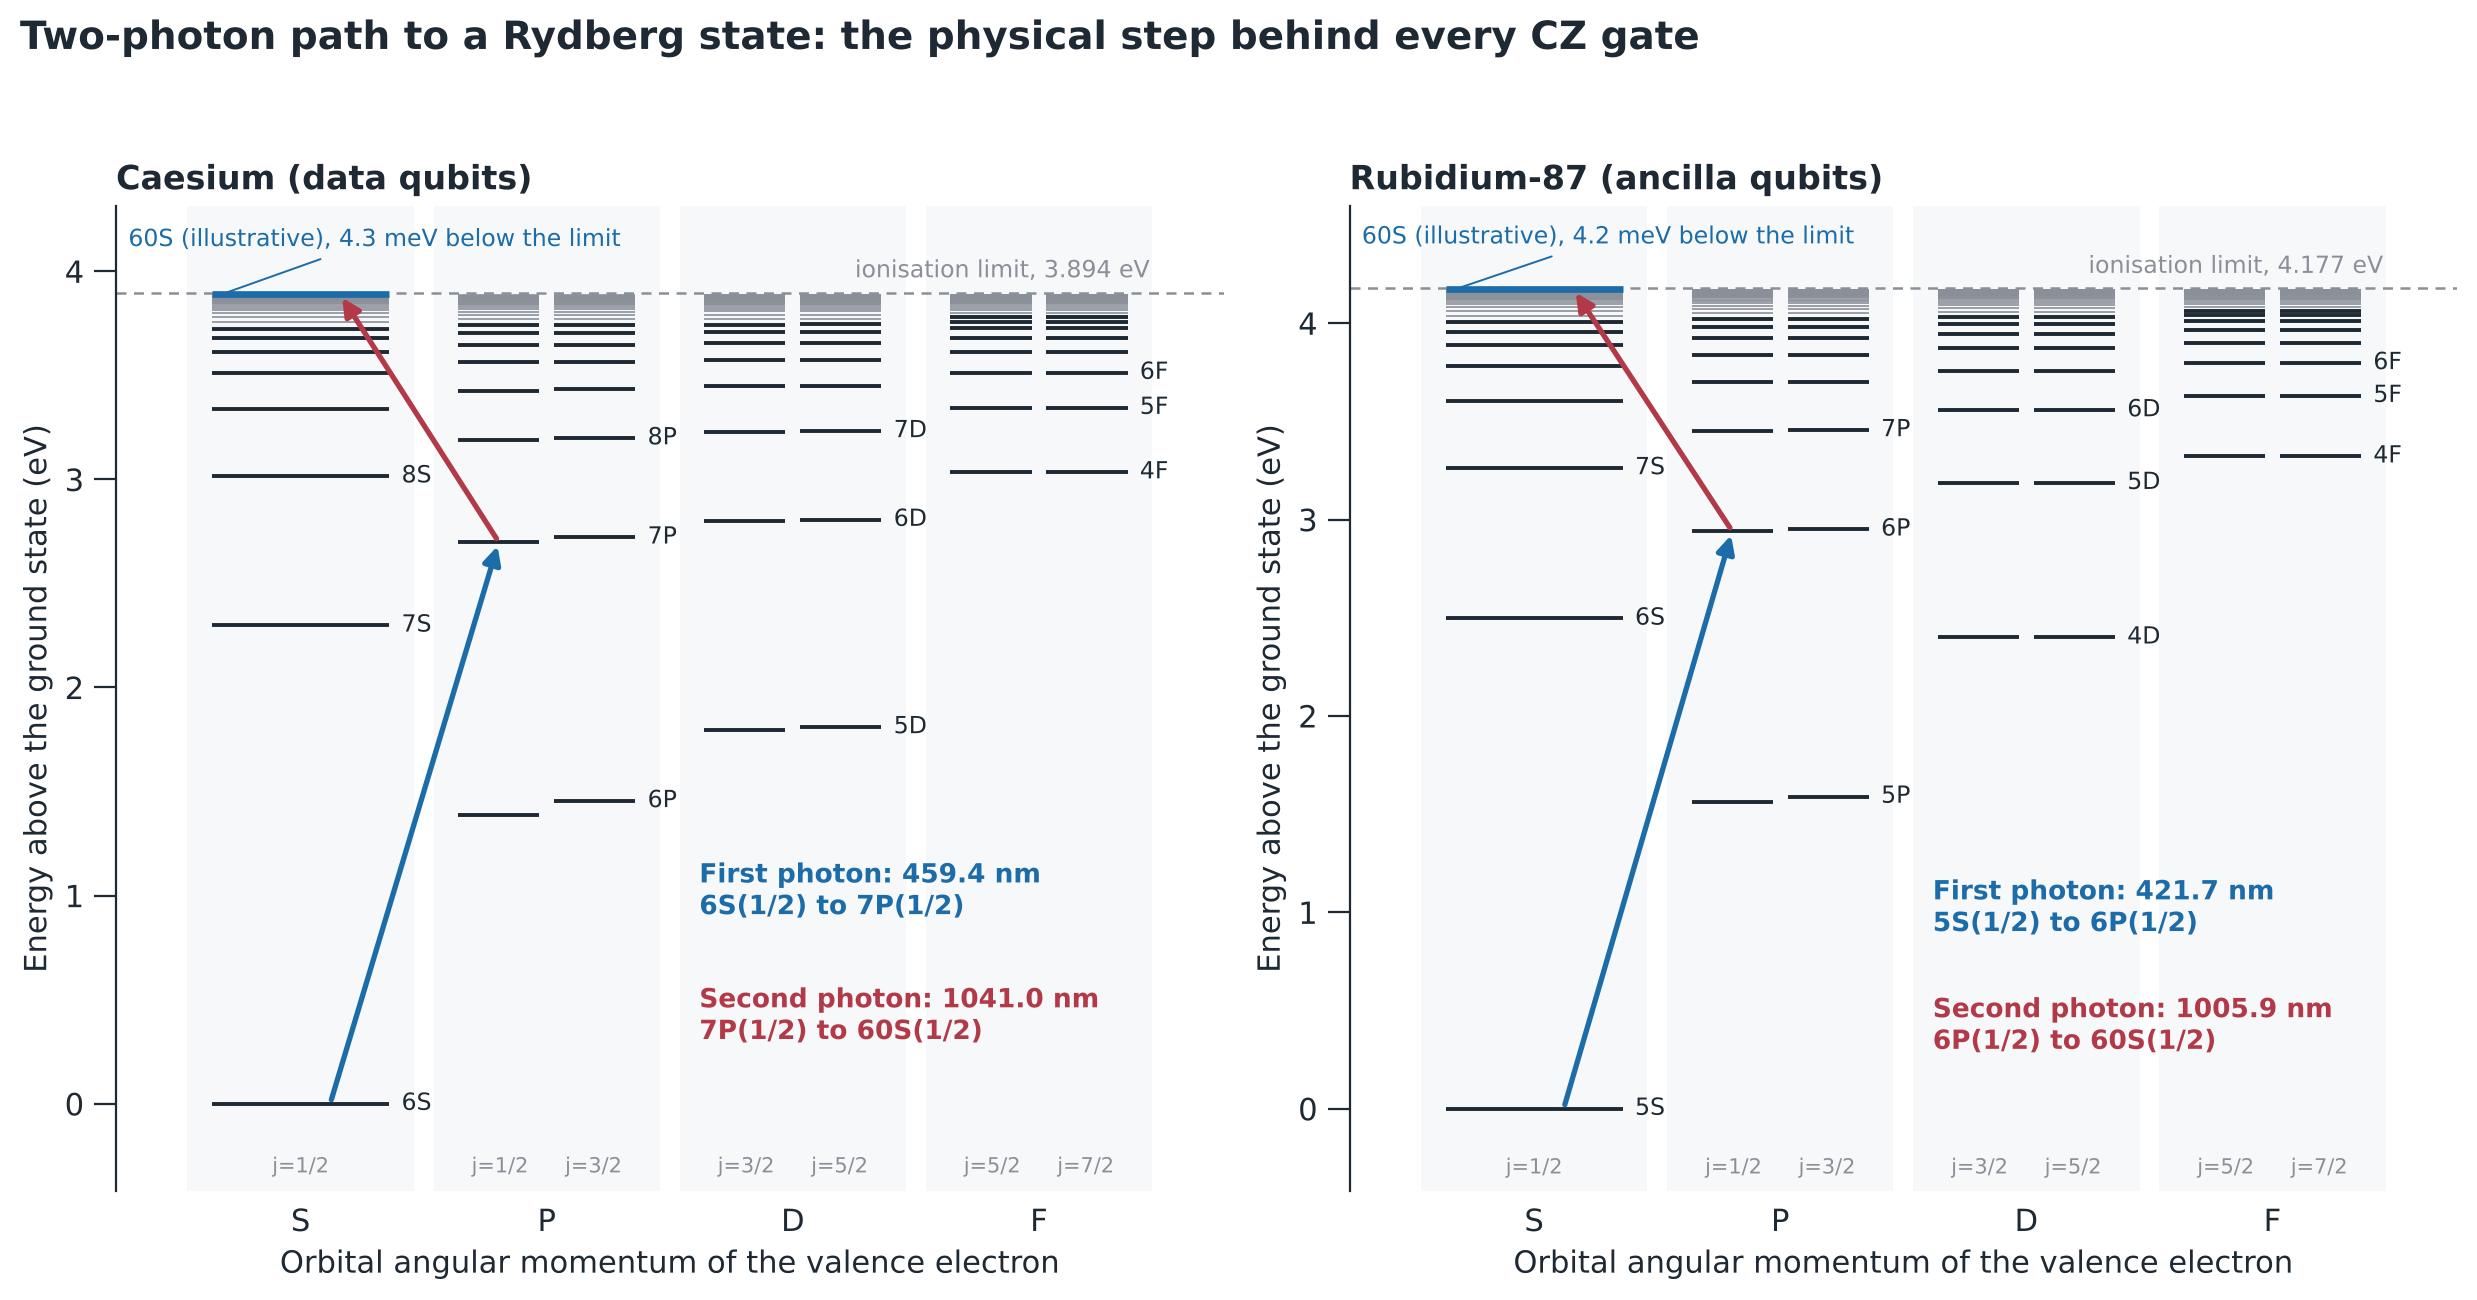 Two-photon path to a Rydberg state: the physical step behind every CZ gate
Caesium (data qubits)
60S (illustrative), 4.3 meV below the limit
ionisation limit, 3.894 eV
Energy above the ground state (eV)
4
3
2
1
0
8S
7S
6S
8P
7P
6P
7D
6D
5D
6F
5F
4F
First photon: 459.4 nm
6S(1/2) to 7P(1/2)
Second photon: 1041.0 nm
7P(1/2) to 60S(1/2)
j=1/2
j=1/2
j=3/2
j=3/2
j=5/2
j=5/2
j=7/2
S
P
D
F
Orbital angular momentum of the valence electron
Rubidium-87 (ancilla qubits)
60S (illustrative), 4.2 meV below the limit
ionisation limit, 4.177 eV
Energy above the ground state (eV)
4
3
2
1
0
7S
6S
5S
7P
6P
5P
6D
5D
4D
6F
5F
4F
First photon: 421.7 nm
5S(1/2) to 6P(1/2)
Second photon: 1005.9 nm
6P(1/2) to 60S(1/2)
j=1/2
j=1/2
j=3/2
j=3/2
j=5/2
j=5/2
j=7/2
S
P
D
F
Orbital angular momentum of the valence electron